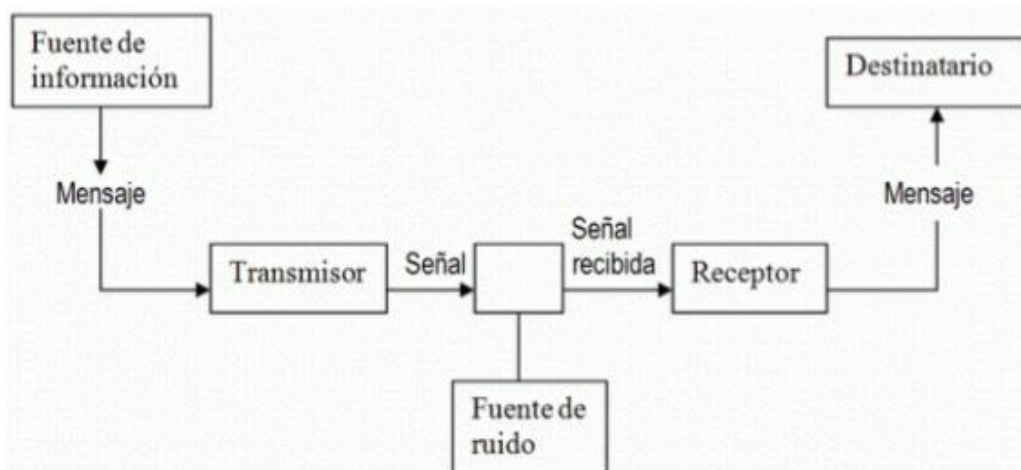 Fuente de
información
Destinatario
Mensaje
Mensaje
Transmisor
Señal
Señal
recibida
Receptor
Fuente de
ruido